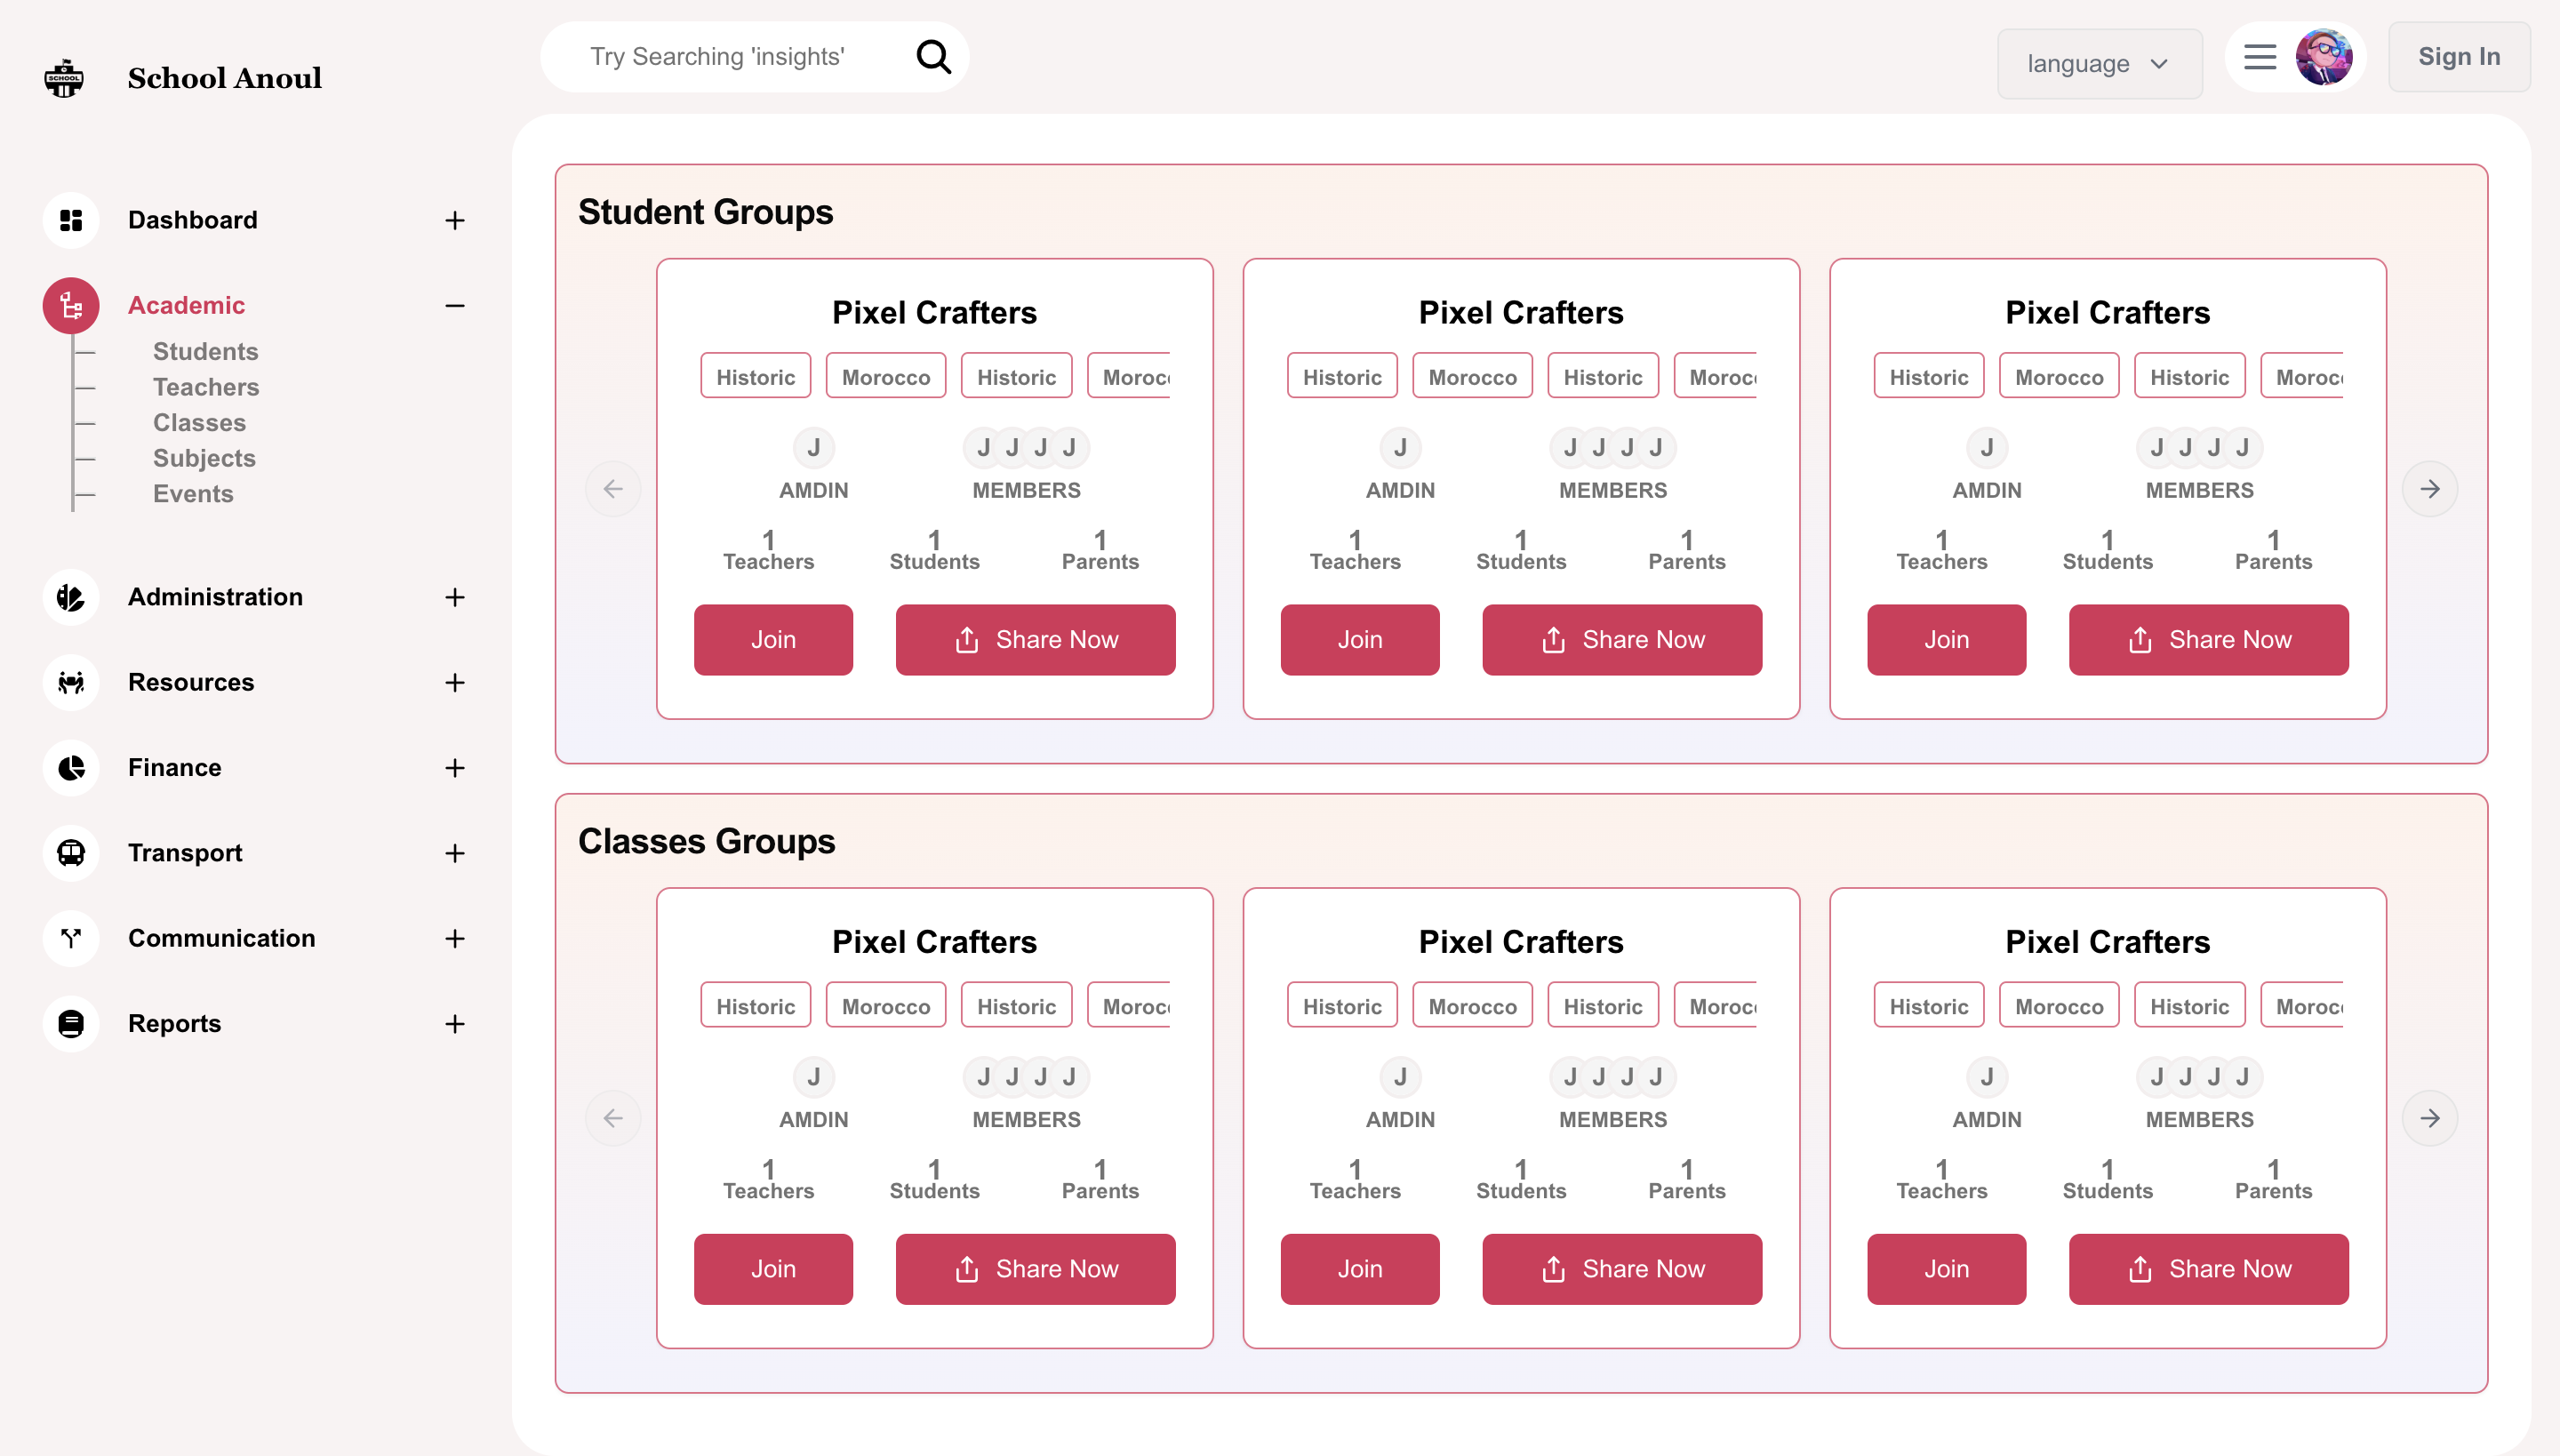 SCHOOL
School Anoul
Try Searching 'insights'
language
Sign In
Dashboard
Academic
Students
Teachers
Classes
Subjects
Events
Administration
Resources
Finance
Transport
Communication
Reports
Student Groups
Pixel Crafters Pixel Crafters Pixel Crafters
Historic Morocco Historic Moroc Historic Morocco Historic Moroc Historic Morocco Historic Moroc
J J J J J J J J J J J J J J J
AMDIN MEMBERS AMDIN MEMBERS AMDIN MEMBERS
1 1 1 1 1 1 1 1 1
Teachers Students Parents Teachers Students Parents Teachers Students Parents
Join Share Now Join Share Now Join Share Now
Classes Groups
Pixel Crafters Pixel Crafters Pixel Crafters
Historic Morocco Historic Moroc Historic Morocco Historic Moroc Historic Morocco Historic Moroc
J J J J J J J J J J J J J J J
AMDIN MEMBERS AMDIN MEMBERS AMDIN MEMBERS
1 1 1 1 1 1 1 1 1
Teachers Students Parents Teachers Students Parents Teachers Students Parents
Join Share Now Join Share Now Join Share Now